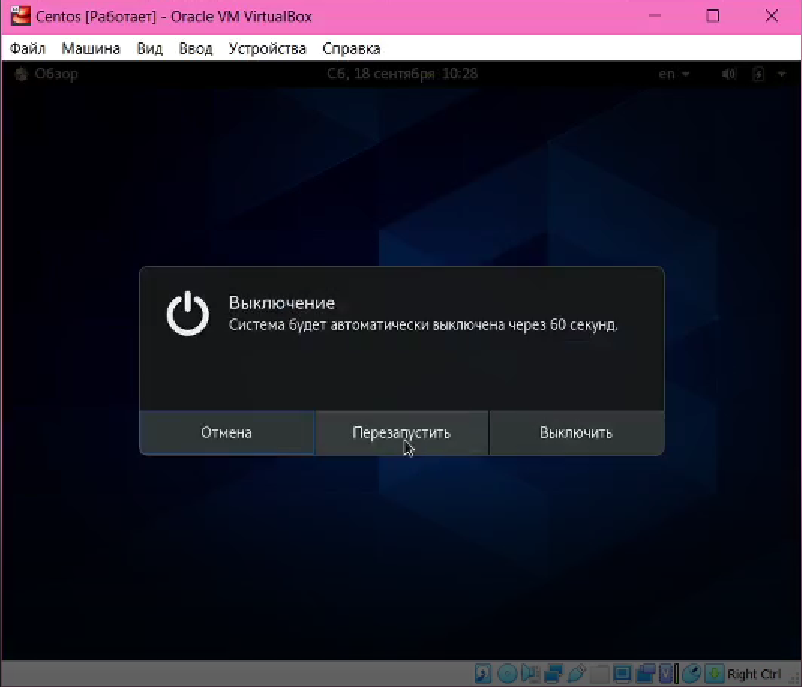 Centos [Работает] - Oracle VM VirtualBox
Файл Машина Вид Ввод Устройства Справка
Обзор Сб, 18 сентября 10:28 en
Выключение
Система будет автоматически выключена через 60 секунд.
Отмена Перезапустить Выключить
Right Ctrl